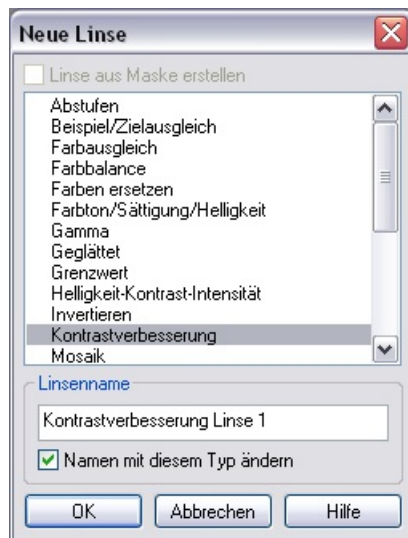 Neue Linse
Linse aus Maske erstellen
Abstufen
Beispiel/Zielausgleich
Farbausgleich
Farbbalance
Farben ersetzen
Farbton/Sättigung/Helligkeit
Gamma
Geglättet
Grenzwert
Helligkeit-Kontrast-Intensität
Invertieren
Kontrastverbesserung
Mosaik
Linsenname
Kontrastverbesserung Linse 1
Namen mit diesem Typ ändern
OK Abbrechen Hilfe